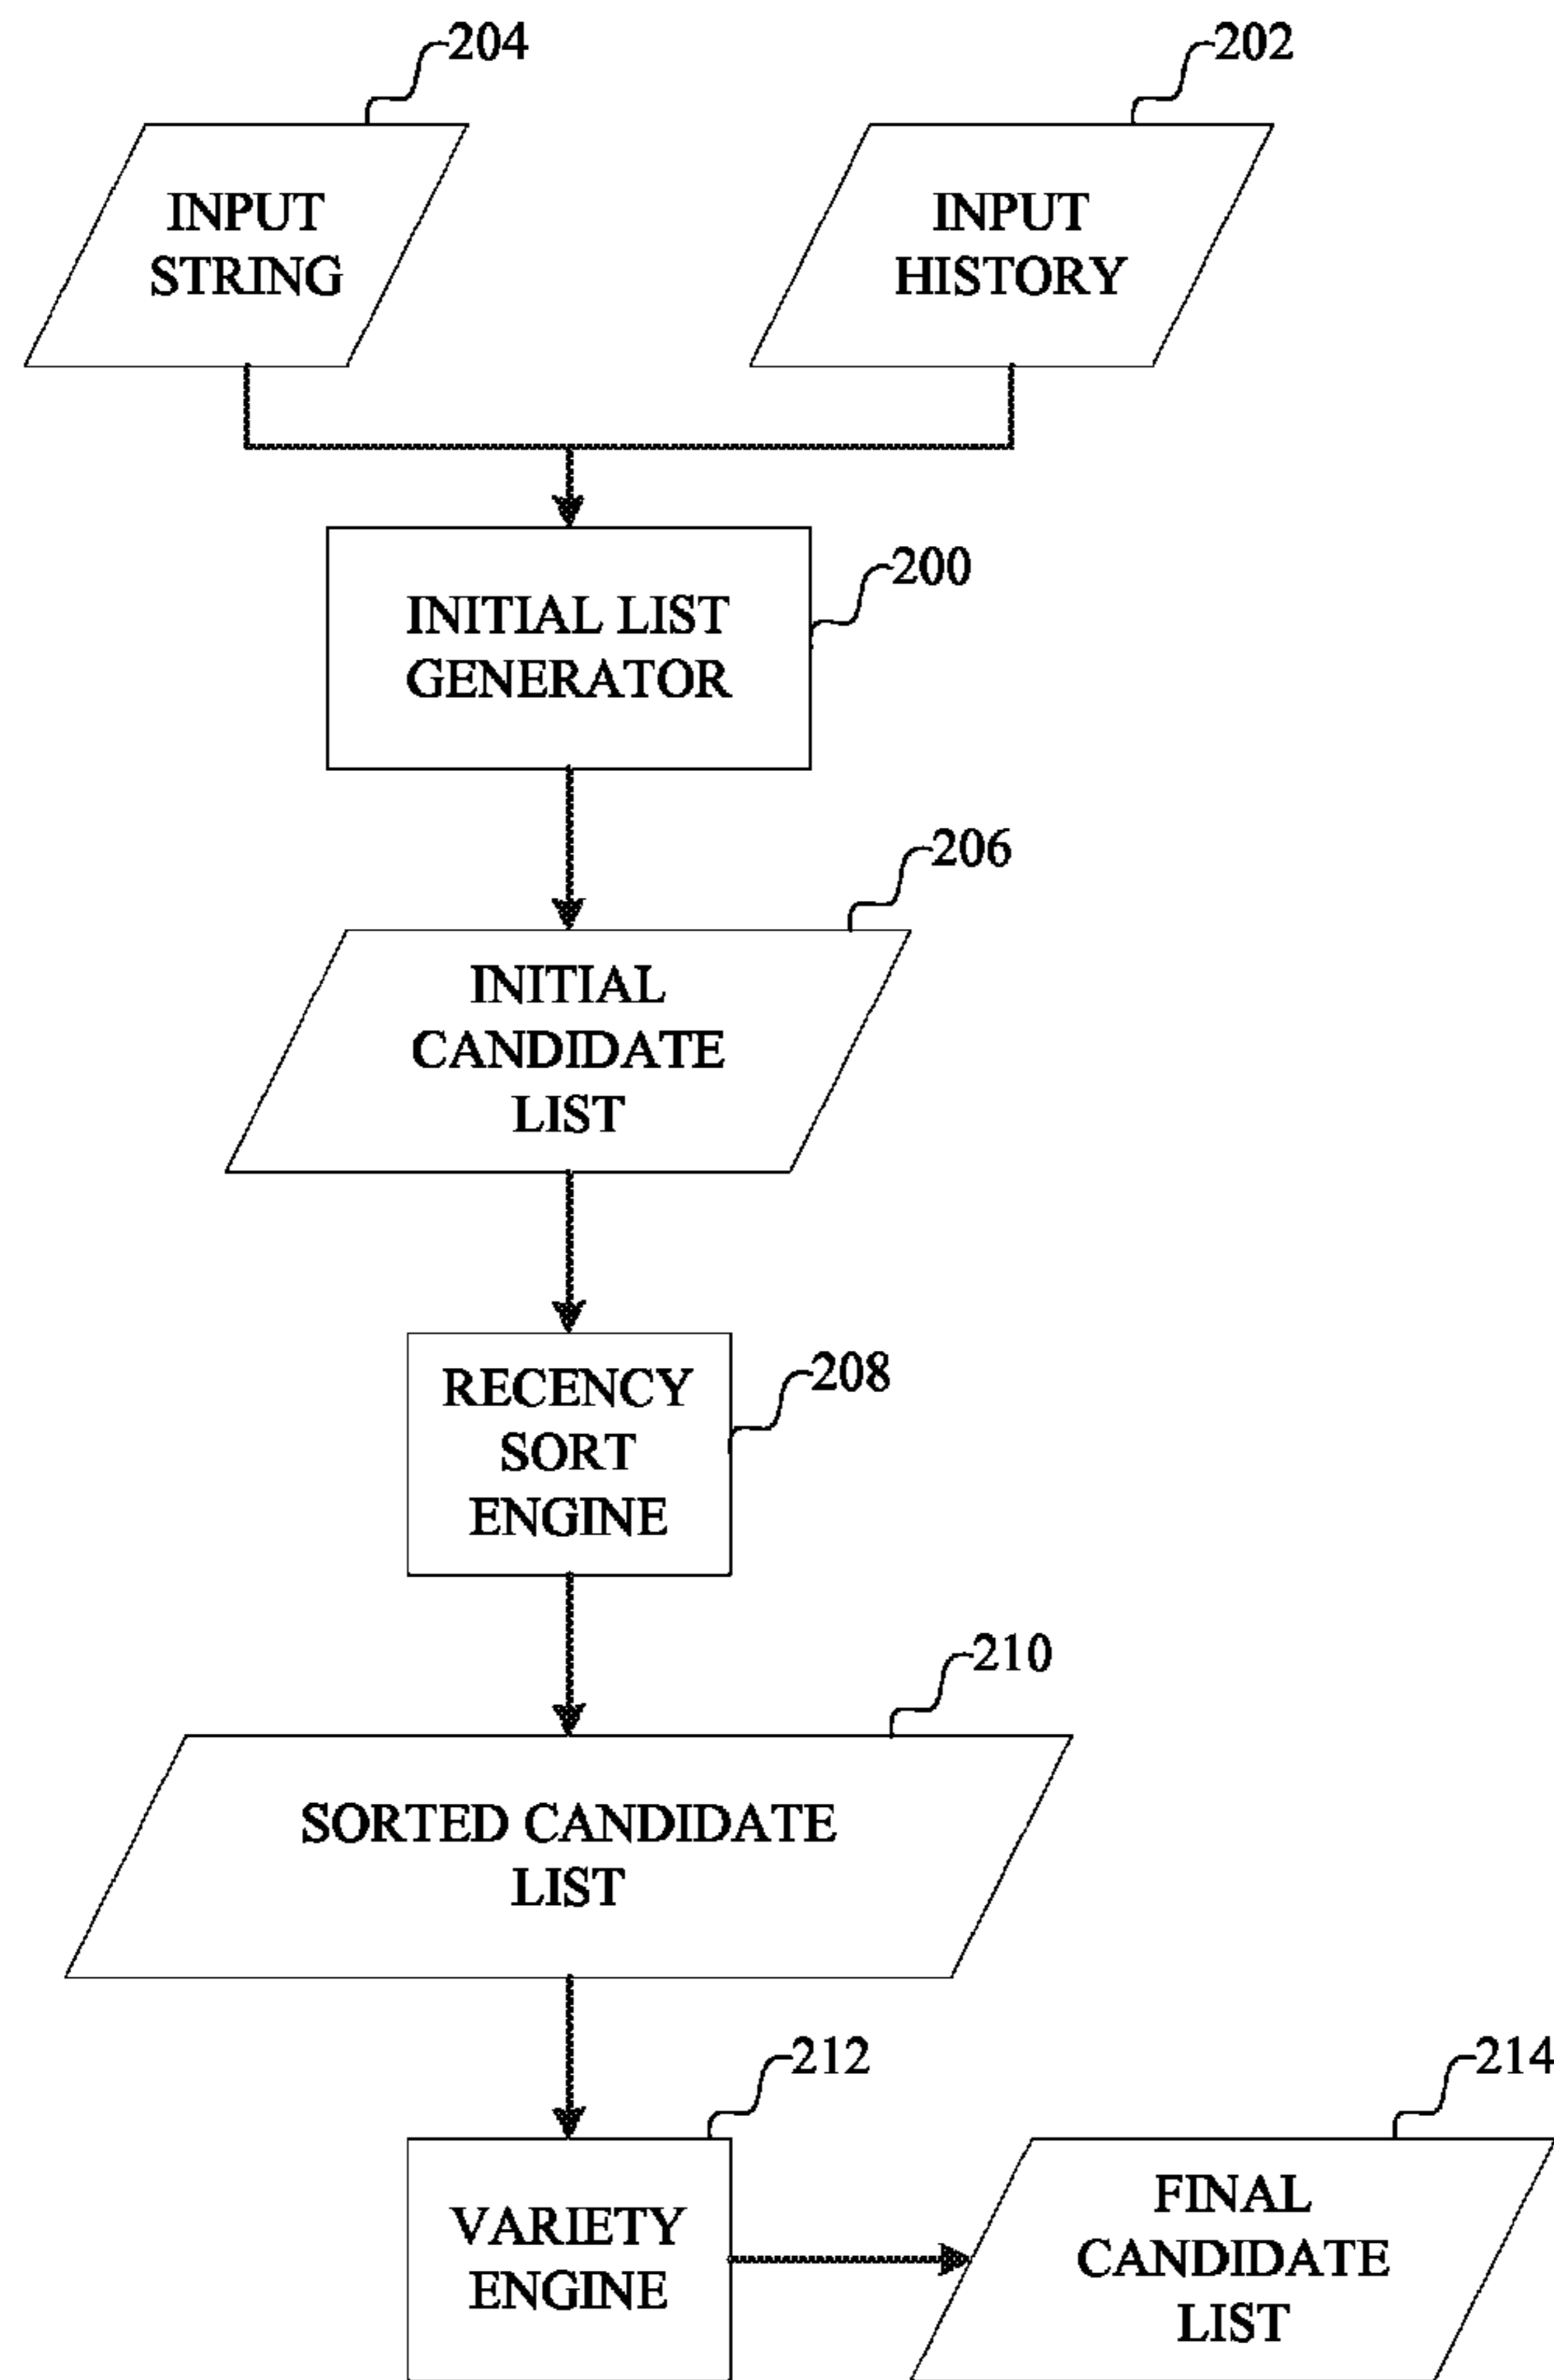 204
202
INPUT
STRING
INPUT
HISTORY
200
INITIAL LIST
GENERATOR
206
INITIAL
CANDIDATE
LIST
208
RECENCY
SORT
ENGINE
210
SORTED CANDIDATE
LIST
212
214
VARIETY
ENGINE
FINAL
CANDIDATE
LIST